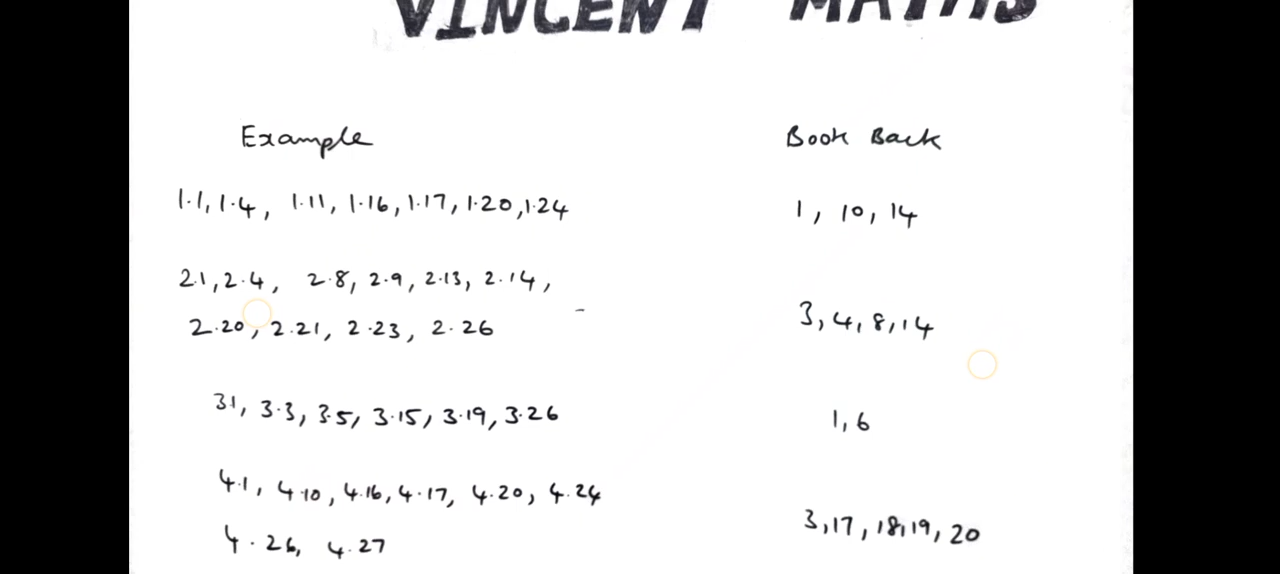 VINCENT MATHS
Example
Book Back
1.1, 1.4, 1.11, 1.16, 1.17, 1.20, 1.24
1, 10, 14
2.1, 2.4, 2.8, 2.9, 2.13, 2.14,
2.20, 2.21, 2.23, 2.26
3, 4, 8, 14
31, 3.3, 3.5, 3.15, 3.19, 3.26
1, 6
4.1, 4.10, 4.16, 4.17, 4.20, 4.24
4.26, 4.27
3, 17, 18, 19, 20